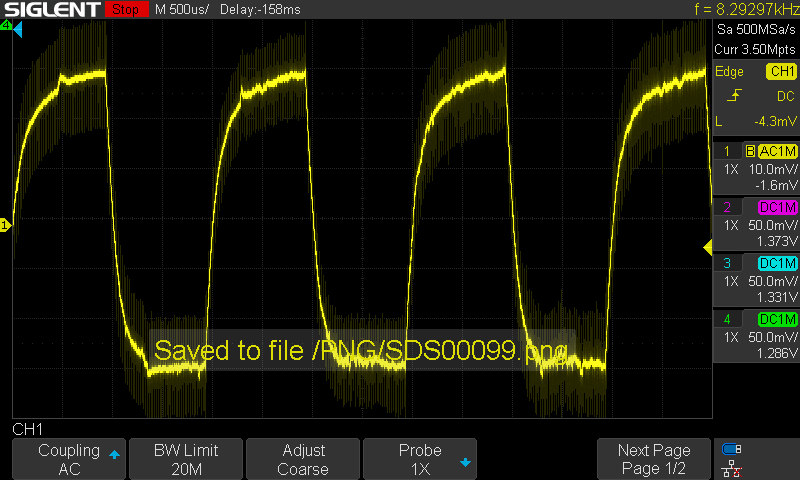 SIGLENT Stop M 500us/ Delay:-158ms f = 8.29297kHz
Sa 500MSa/s
Curr 3.50Mpts
Edge CH1
DC
L -4.3mV
1 B AC1M
1X 10.0mV/
-1.6mV
2 DC1M
1X 50.0mV/
1.373V
3 DC1M
1X 50.0mV/
1.331V
4 DC1M
1X 50.0mV/
1.286V
4
1
Saved to file /PNG/SDS00099.png
CH1
Coupling
AC
BW Limit
20M
Adjust
Coarse
Probe
1X
Next Page
Page 1/2